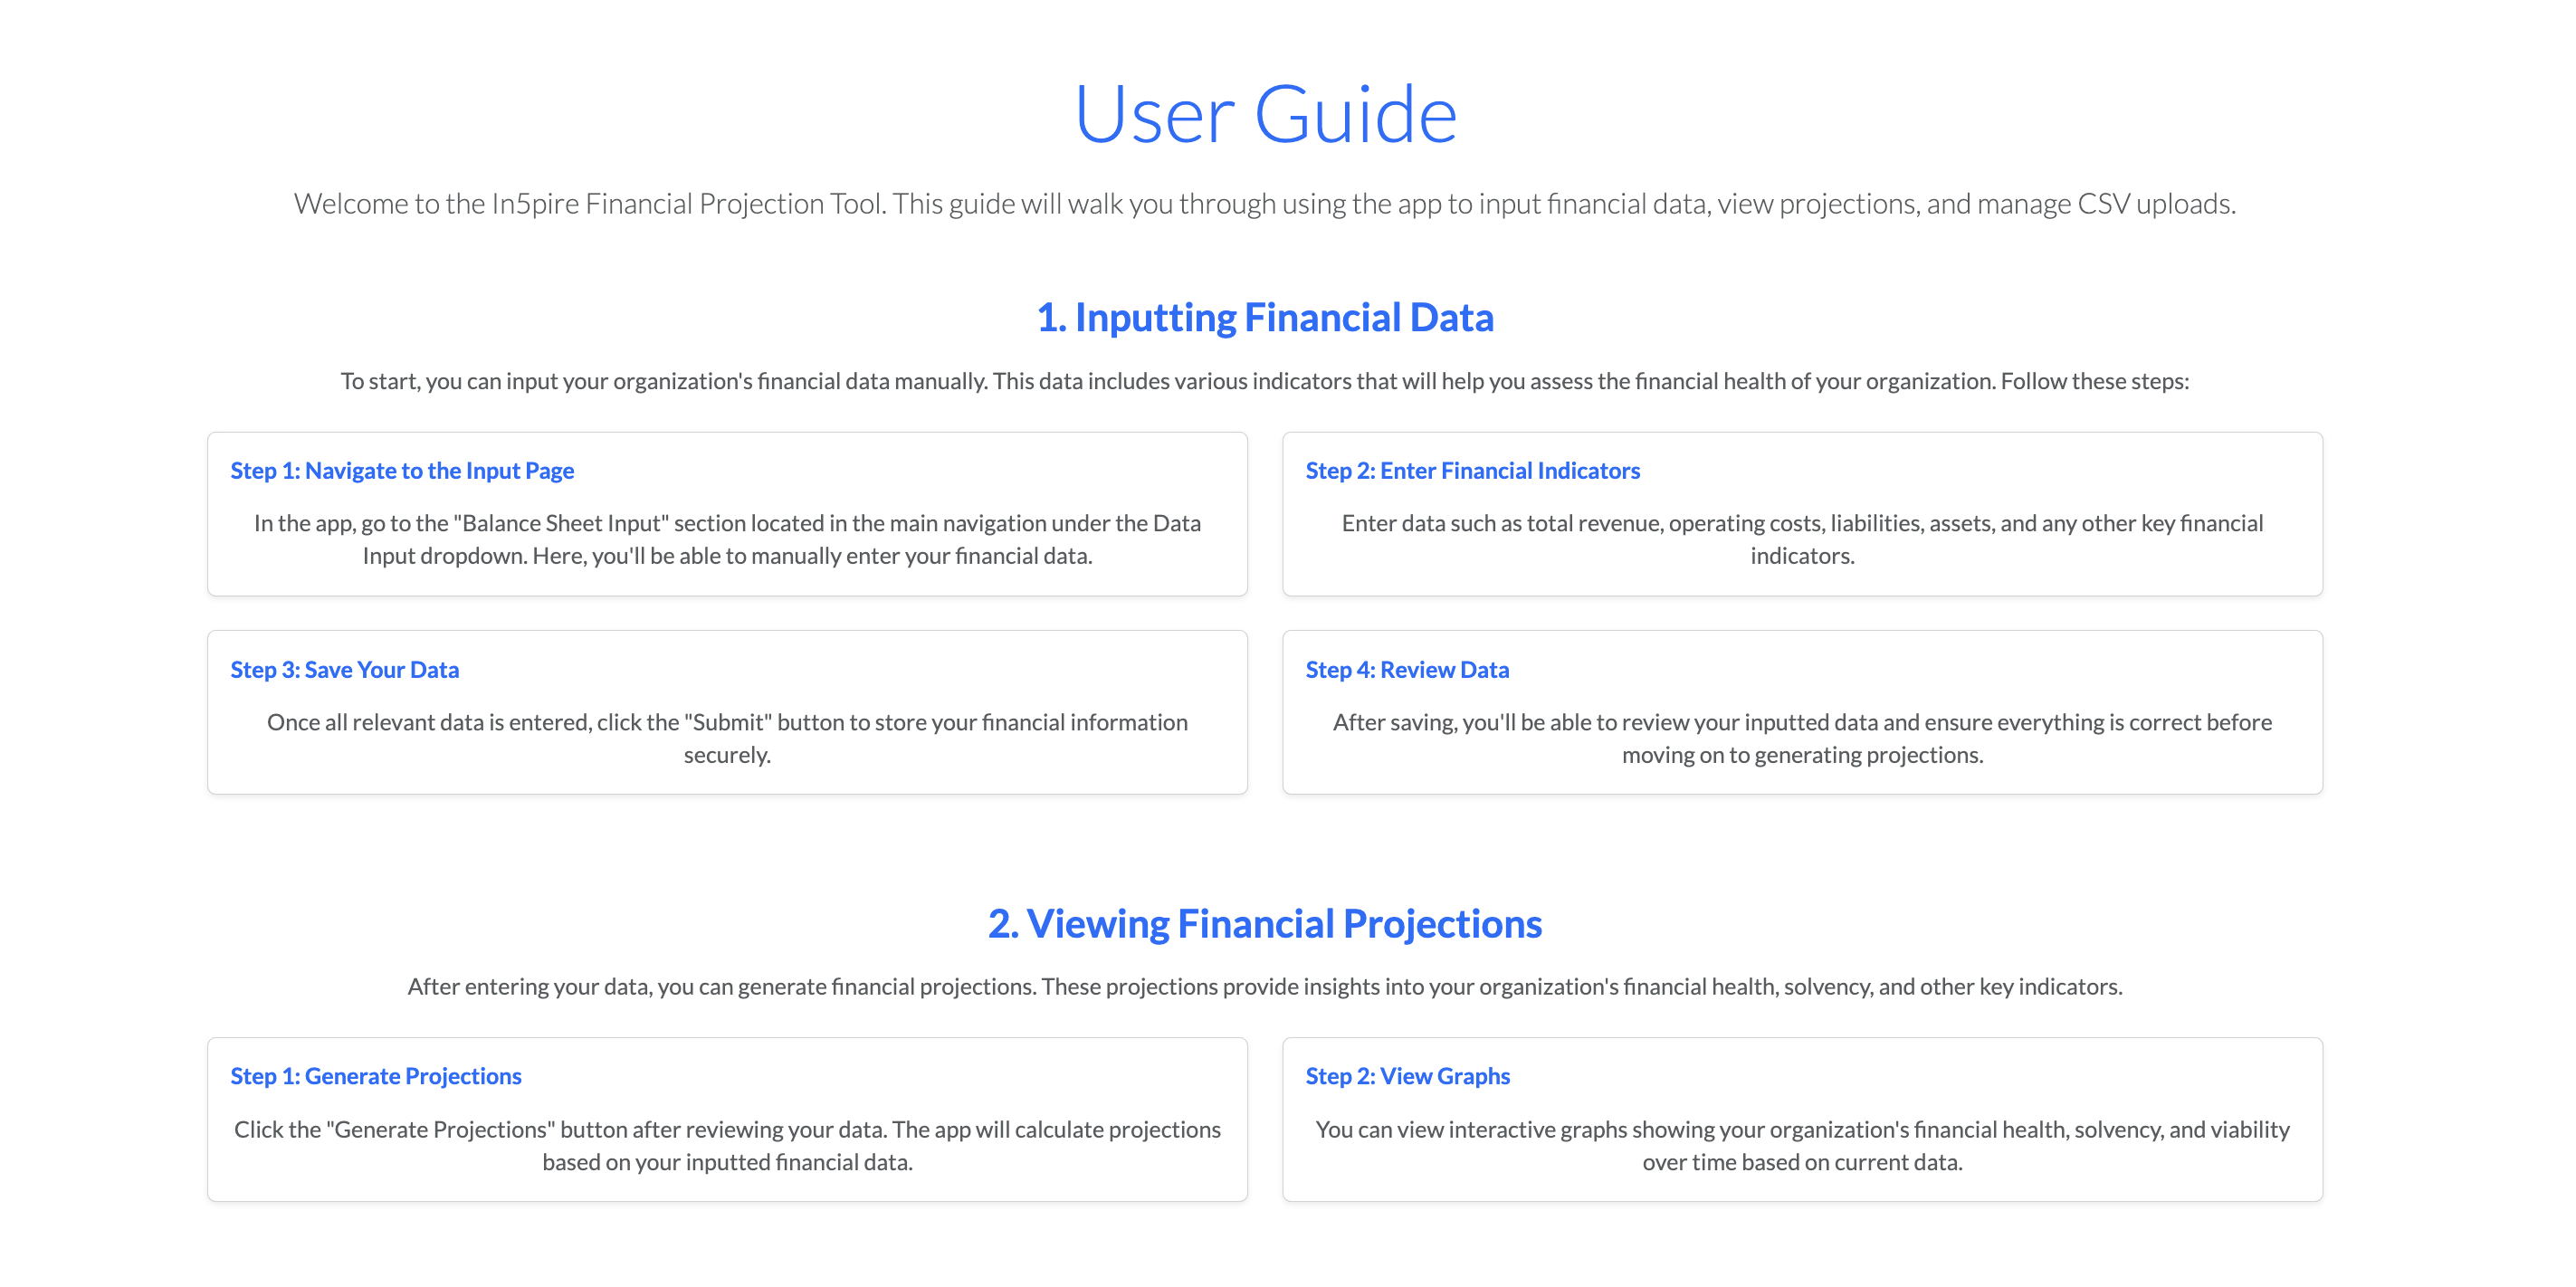 User Guide
Welcome to the In5pire Financial Projection Tool. This guide will walk you through using the app to input financial data, view projections, and manage CSV uploads.
1. Inputting Financial Data
To start, you can input your organization's financial data manually. This data includes various indicators that will help you assess the financial health of your organization. Follow these steps:
Step 1: Navigate to the Input Page
In the app, go to the "Balance Sheet Input" section located in the main navigation under the Data
Input dropdown. Here, you'll be able to manually enter your financial data.
Step 2: Enter Financial Indicators
Enter data such as total revenue, operating costs, liabilities, assets, and any other key financial
indicators.
Step 3: Save Your Data
Once all relevant data is entered, click the "Submit" button to store your financial information
securely.
Step 4: Review Data
After saving, you'll be able to review your inputted data and ensure everything is correct before
moving on to generating projections.
2. Viewing Financial Projections
After entering your data, you can generate financial projections. These projections provide insights into your organization's financial health, solvency, and other key indicators.
Step 1: Generate Projections
Click the "Generate Projections" button after reviewing your data. The app will calculate projections
based on your inputted financial data.
Step 2: View Graphs
You can view interactive graphs showing your organization's financial health, solvency, and viability
over time based on current data.